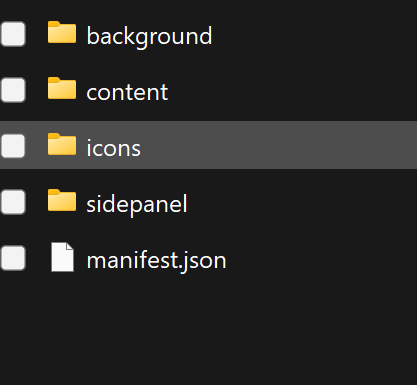 background
content
icons
sidepanel
manifest.json